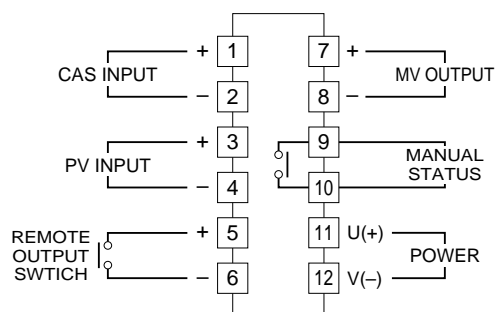 + 1 7 +
CAS INPUT MV OUTPUT
– 2 8 –
+ 3 9
PV INPUT MANUAL
STATUS
– 4 10
+ 5 11 U(+)
REMOTE
OUTPUT
SWTICH
POWER
– 6 12 V(–)